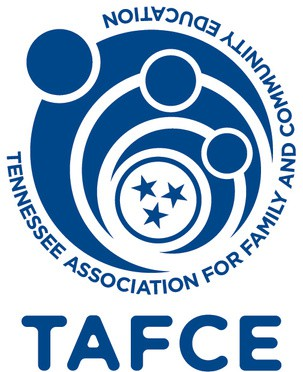 TENNESSEE ASSOCIATION FOR FAMILY AND COMMUNITY EDUCATION
TAFCE